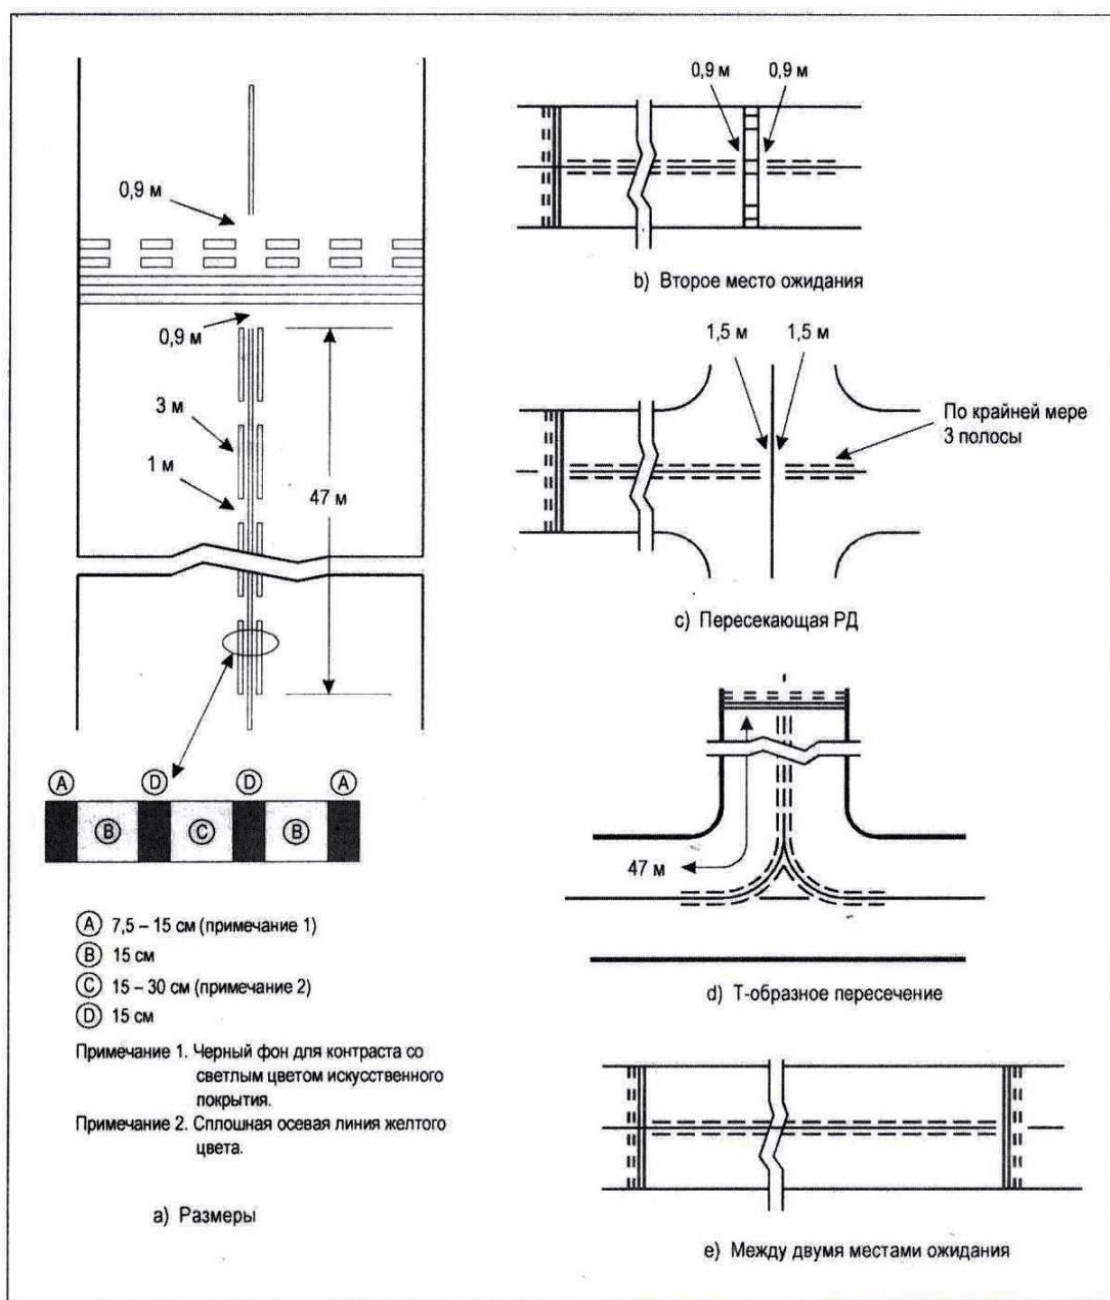 0,9 м
0,9 м
3 м
1 м
47 м
A D D A
B C B
A 7,5 – 15 см (примечание 1)
B 15 см
C 15 – 30 см (примечание 2)
D 15 см
Примечание 1. Черный фон для контраста со
светлым цветом искусственного
покрытия.
Примечание 2. Сплошная осевая линия желтого
цвета.
a) Размеры
0,9 м 0,9 м
b) Второе место ожидания
1,5 м 1,5 м
По крайней мере
3 полосы
c) Пересекающая РД
47 м
d) Т-образное пересечение
e) Между двумя местами ожидания